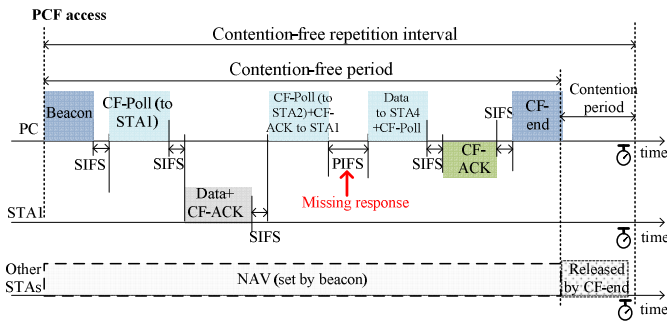 PCF access
Contention-free repetition interval
Contention-free period
Contention
period
Beacon
CF-Poll (to
STA1)
CF-Poll (to
STA2)+CF-
ACK to STA1
Data
to STA4
+CF-Poll
SIFS
CF-
end
PC
SIFS
SIFS
PIFS
SIFS
CF-
ACK
time
Missing response
Data+
CF-ACK
STA1
SIFS
time
Other
STAs
NAV (set by beacon)
Released
by CF-end
time